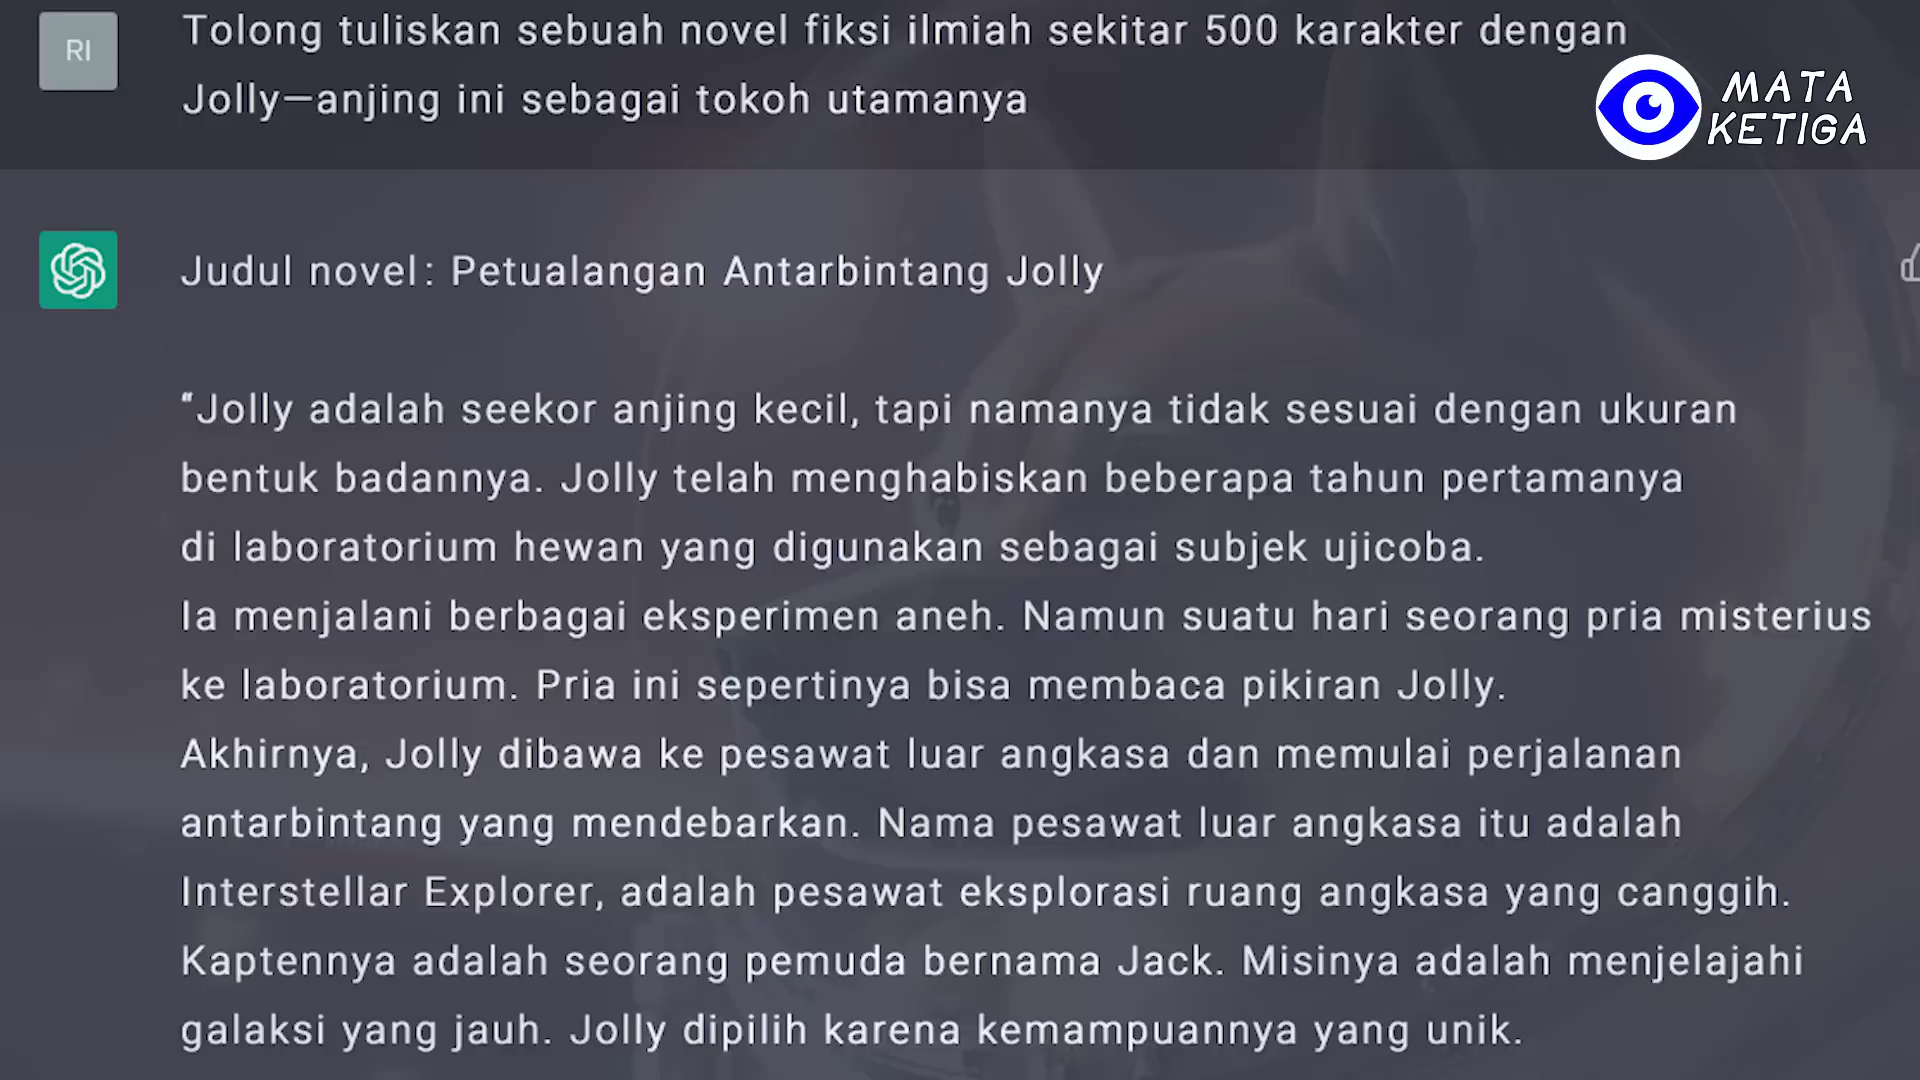 RI
Tolong tuliskan sebuah novel fiksi ilmiah sekitar 500 karakter dengan
Jolly—anjing ini sebagai tokoh utamanya
MATA
KETIGA
Judul novel: Petualangan Antarbintang Jolly
“Jolly adalah seekor anjing kecil, tapi namanya tidak sesuai dengan ukuran
bentuk badannya. Jolly telah menghabiskan beberapa tahun pertamanya
di laboratorium hewan yang digunakan sebagai subjek ujicoba.
Ia menjalani berbagai eksperimen aneh. Namun suatu hari seorang pria misterius
ke laboratorium. Pria ini sepertinya bisa membaca pikiran Jolly.
Akhirnya, Jolly dibawa ke pesawat luar angkasa dan memulai perjalanan
antarbintang yang mendebarkan. Nama pesawat luar angkasa itu adalah
Interstellar Explorer, adalah pesawat eksplorasi ruang angkasa yang canggih.
Kaptennya adalah seorang pemuda bernama Jack. Misinya adalah menjelajahi
galaksi yang jauh. Jolly dipilih karena kemampuannya yang unik.